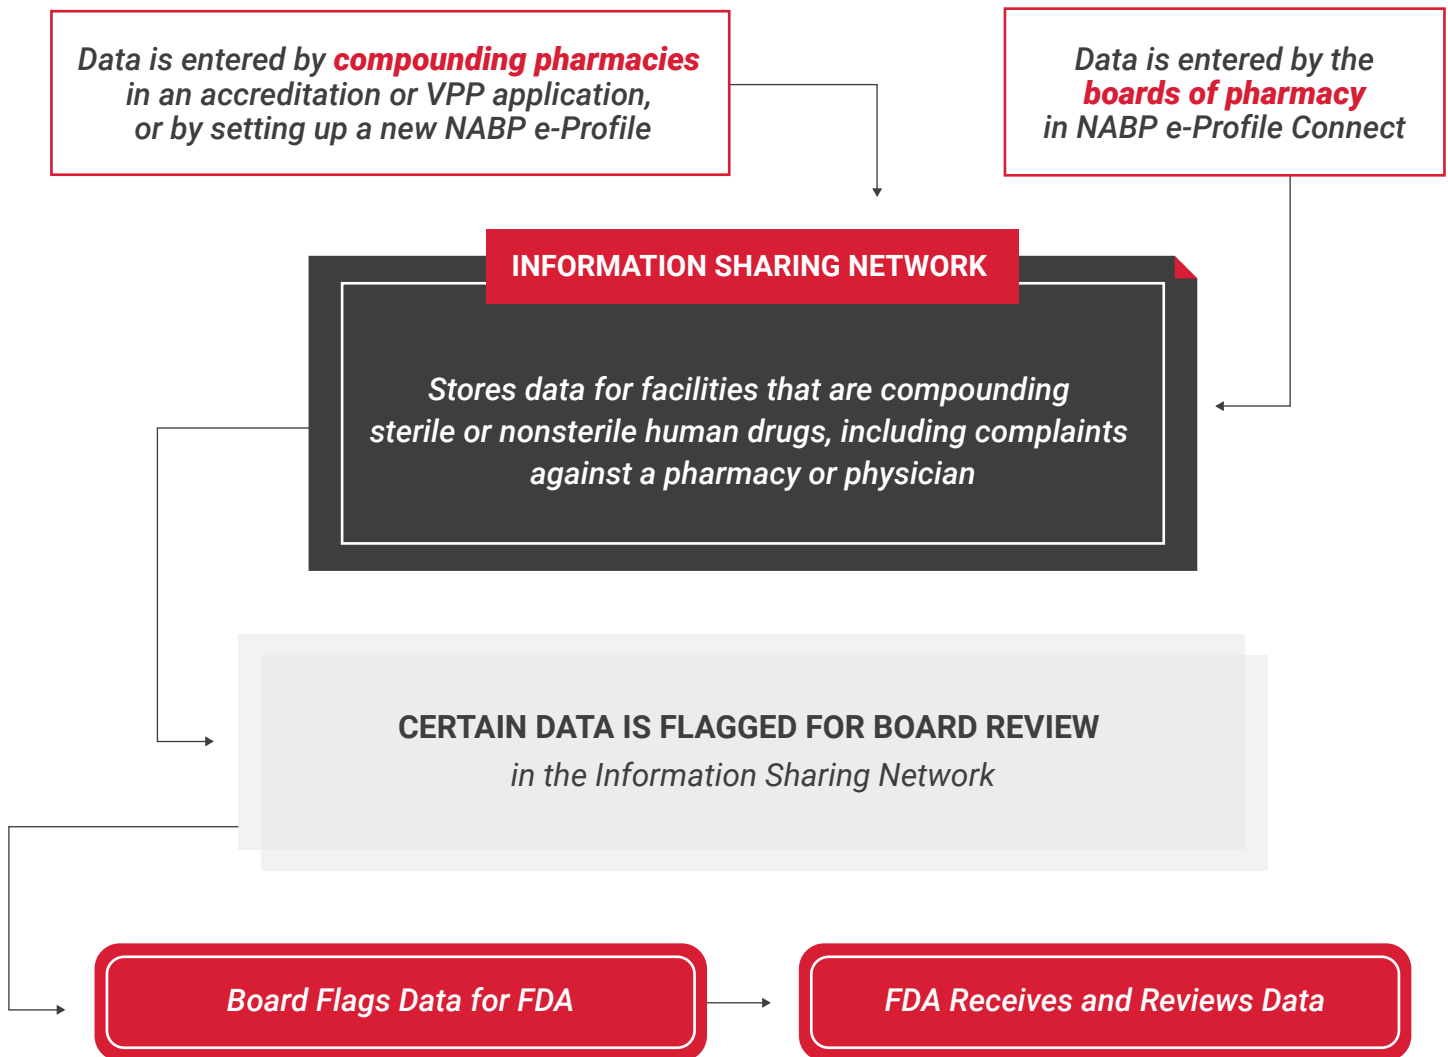 Data is entered by compounding pharmacies
in an accreditation or VPP application,
or by setting up a new NABP e-Profile
Data is entered by the
boards of pharmacy
in NABP e-Profile Connect
INFORMATION SHARING NETWORK
Stores data for facilities that are compounding
sterile or nonsterile human drugs, including complaints
against a pharmacy or physician
CERTAIN DATA IS FLAGGED FOR BOARD REVIEW
in the Information Sharing Network
Board Flags Data for FDA
FDA Receives and Reviews Data